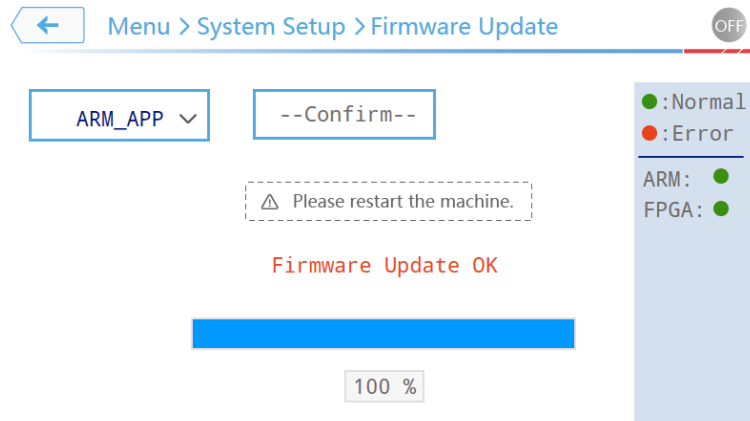 Menu > System Setup > Firmware Update
OFF
ARM_APP
--Confirm--
:Normal
:Error
ARM:
FPGA:
Please restart the machine.
Firmware Update OK
100 %